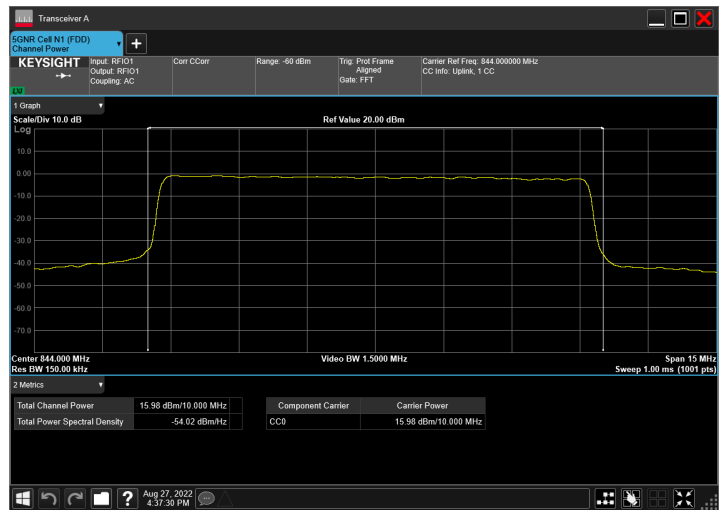 Transceiver A
5GNR Cell N1 (FDD)
Channel Power
KEYSIGHT
LXI
Input: RFIO1
Output: RFIO1
Coupling: AC
Corr CCorr
Range: -60 dBm
Trig: Prot Frame
Aligned
Gate: FFT
Carrier Ref Freq: 844.000000 MHz
CC Info: Uplink, 1 CC
1 Graph
Scale/Div 10.0 dB
Ref Value 20.00 dBm
Log
10.0
0.00
-10.0
-20.0
-30.0
-40.0
-50.0
-60.0
-70.0
Center 844.000 MHz
Video BW 1.5000 MHz
Span 15 MHz
Res BW 150.00 kHz
Sweep 1.00 ms (1001 pts)
2 Metrics
Total Channel Power 15.98 dBm/10.000 MHz
Total Power Spectral Density -54.02 dBm/Hz
Component Carrier Carrier Power
CC0 15.98 dBm/10.000 MHz
?
Aug 27, 2022
4:37:30 PM